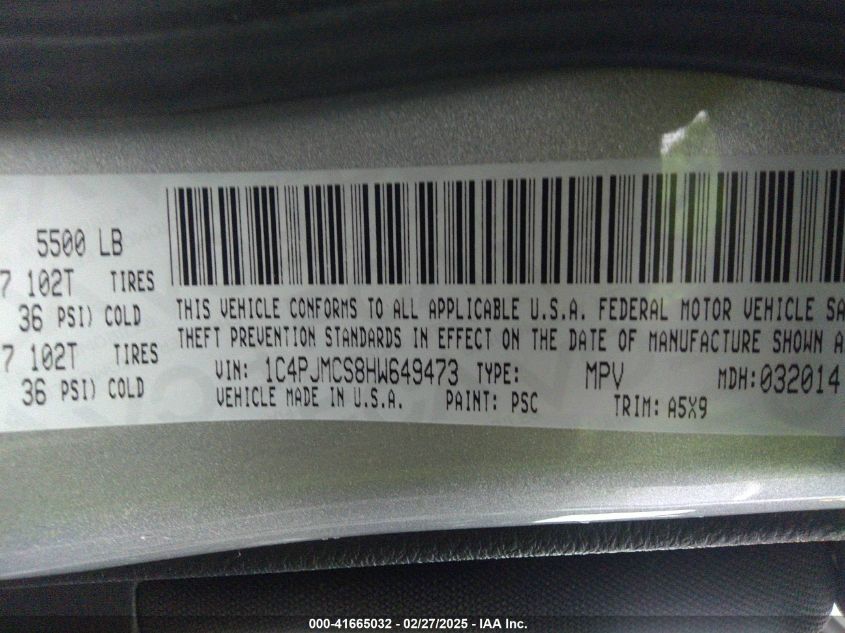 5500 LB
7 102T TIRES
36 PSI) COLD
7 102T TIRES
36 PSI) COLD
THIS VEHICLE CONFORMS TO ALL APPLICABLE U.S.A. FEDERAL MOTOR VEHICLE SA
THEFT PREVENTION STANDARDS IN EFFECT ON THE DATE OF MANUFACTURE SHOWN A
VIN: 1C4PJMCS8HW649473 TYPE: MPV MDH:032014
VEHICLE MADE IN U.S.A. PAINT: PSC TRIM: A5X9
000-41665032 - 02/27/2025 - IAA Inc.